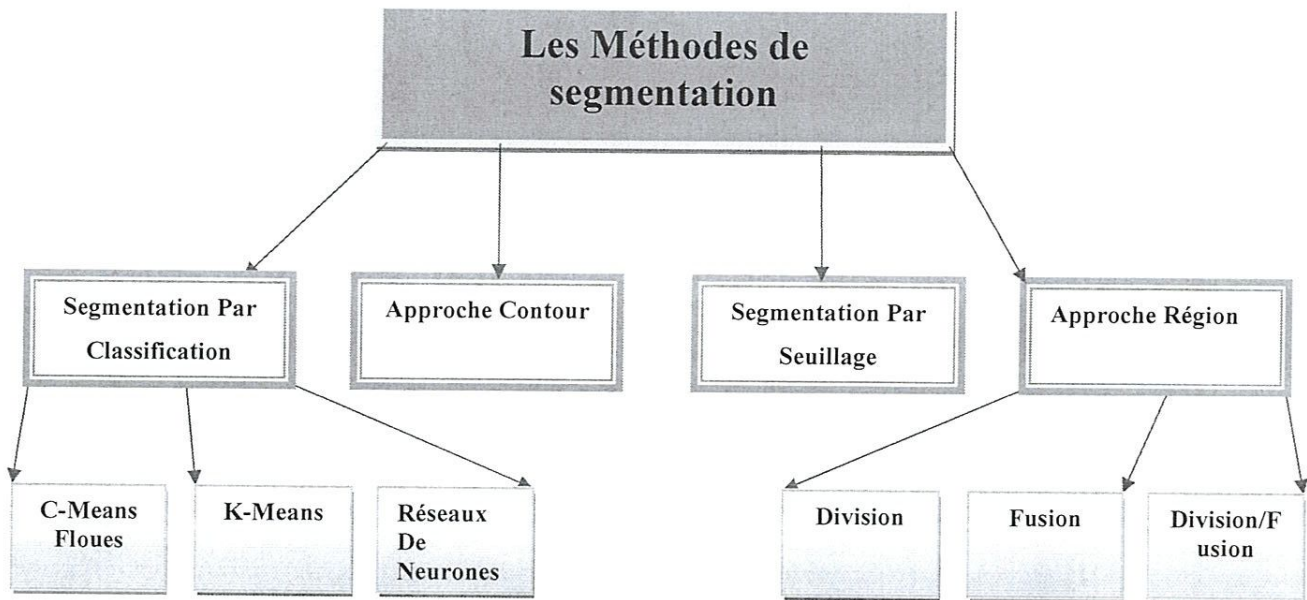 Les Méthodes de
segmentation
Segmentation Par
Classification
Approche Contour
Segmentation Par
Seuillage
Approche Région
C-Means
Floues
K-Means
Réseaux
De
Neurones
Division
Fusion
Division/F
usion